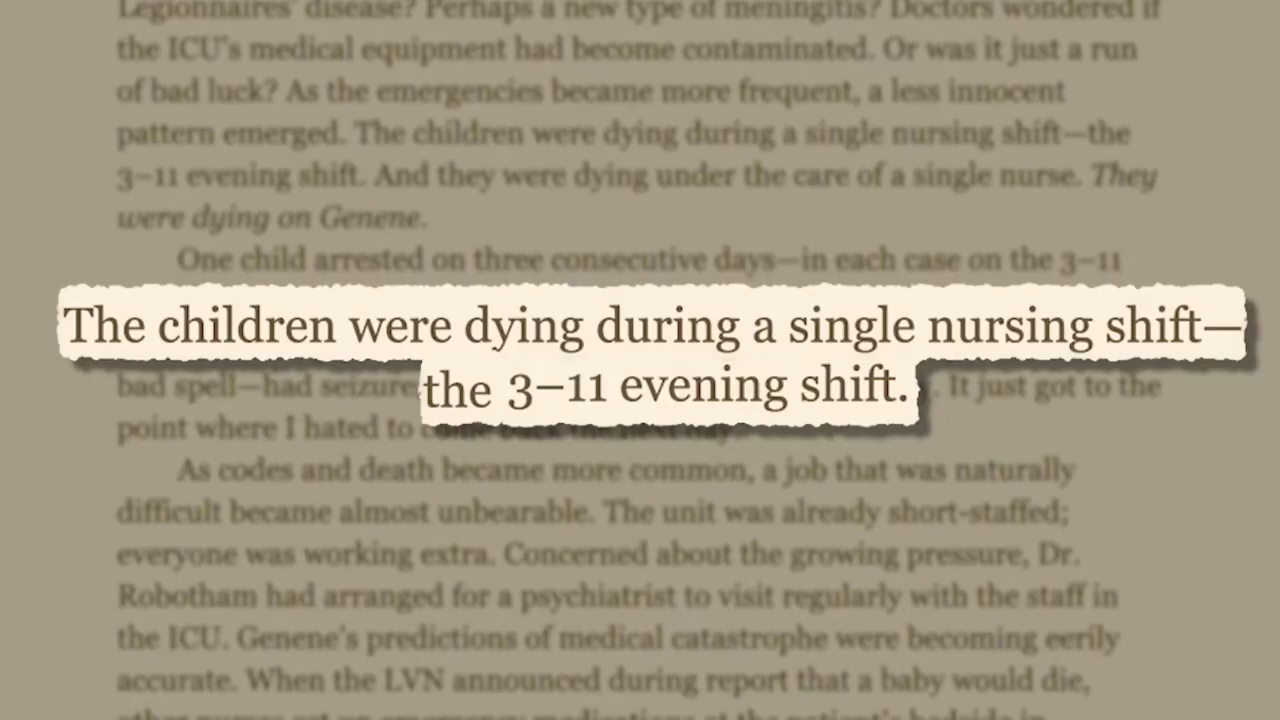 Legionnaires' disease? Perhaps a new type of meningitis? Doctors wondered if
the ICU's medical equipment had become contaminated. Or was it just a run
of bad luck? As the emergencies became more frequent, a less innocent
pattern emerged. The children were dying during a single nursing shift—the
3–11 evening shift. And they were dying under the care of a single nurse. They
were dying on Genene.
One child arrested on three consecutive days—in each case on the 3–11
The children were dying during a single nursing shift—
the 3–11 evening shift.
bad spell—had seizure It just got to the
point where I hated to come back the next day
As codes and death became more common, a job that was naturally
difficult became almost unbearable. The unit was already short-staffed;
everyone was working extra. Concerned about the growing pressure, Dr.
Robotham had arranged for a psychiatrist to visit regularly with the staff in
the ICU. Genene's predictions of medical catastrophe were becoming eerily
accurate. When the LVN announced during report that a baby would die,